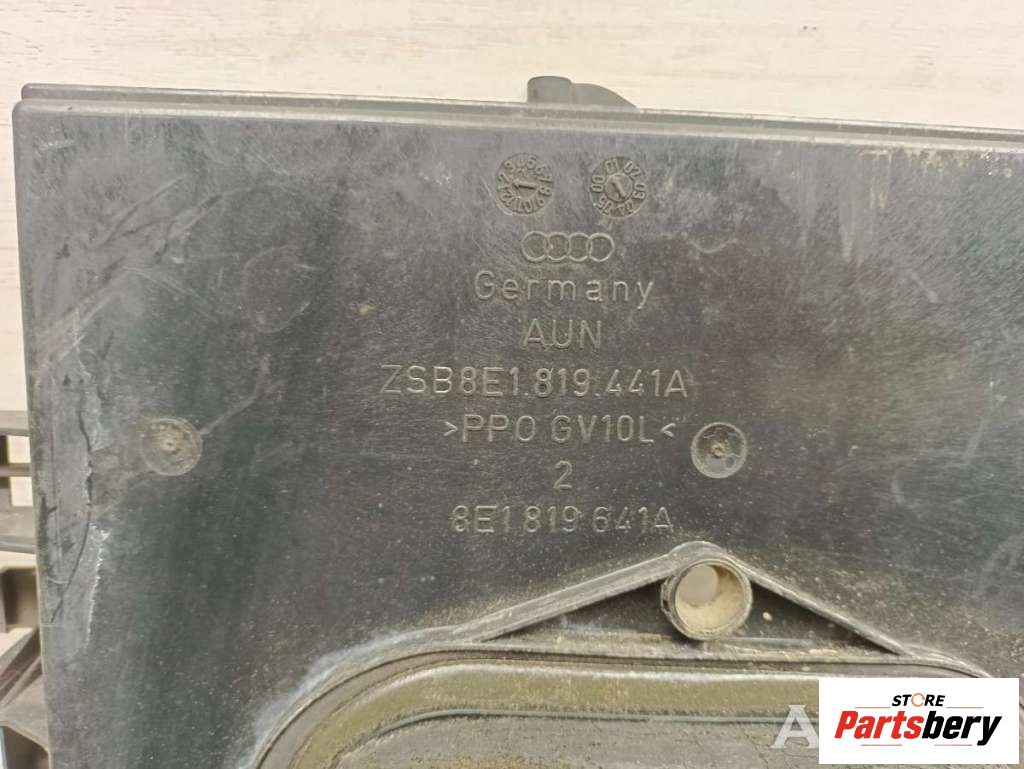 Germany
AUN
ZSB8E1.819.441A
>PPO GV10L<
2
8E1 819 641A
STORE
Partsbery